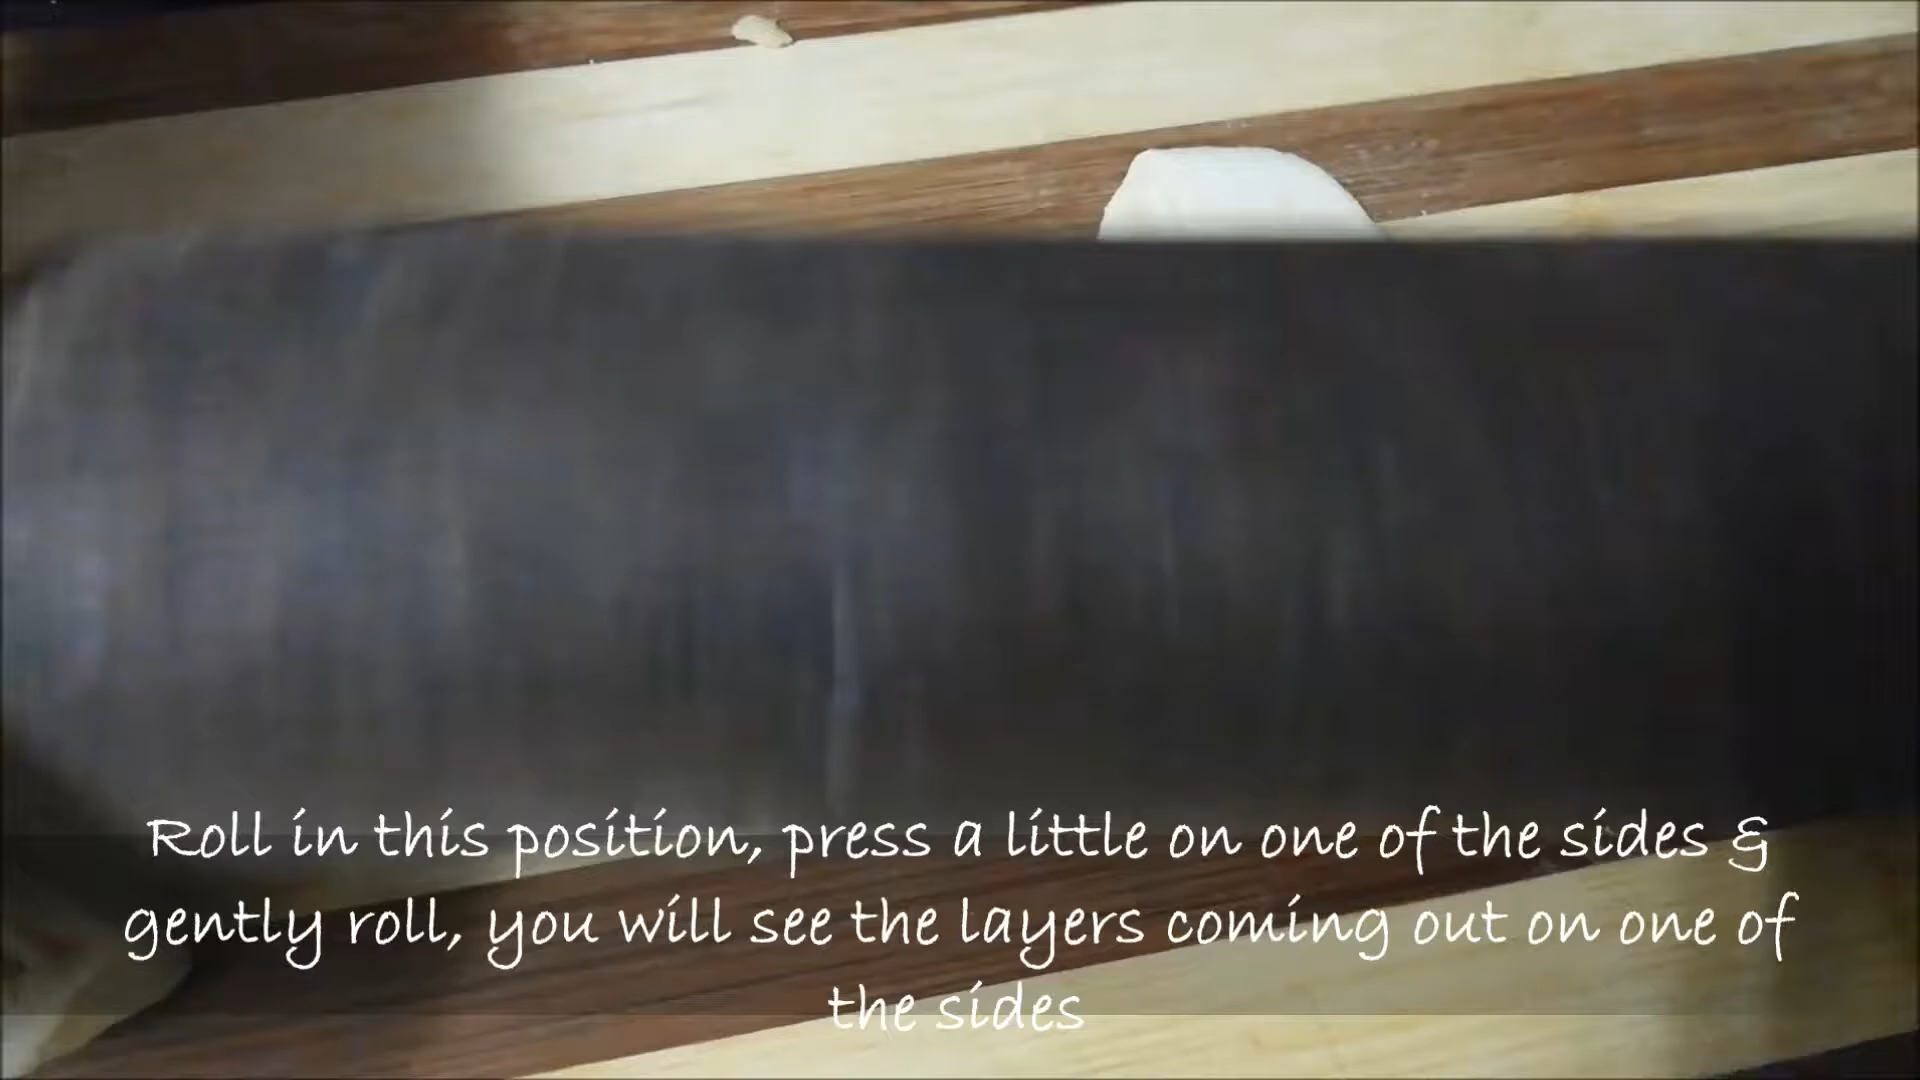 Roll in this position, press a little on one of the sides &
gently roll, you will see the layers coming out on one of
the sides